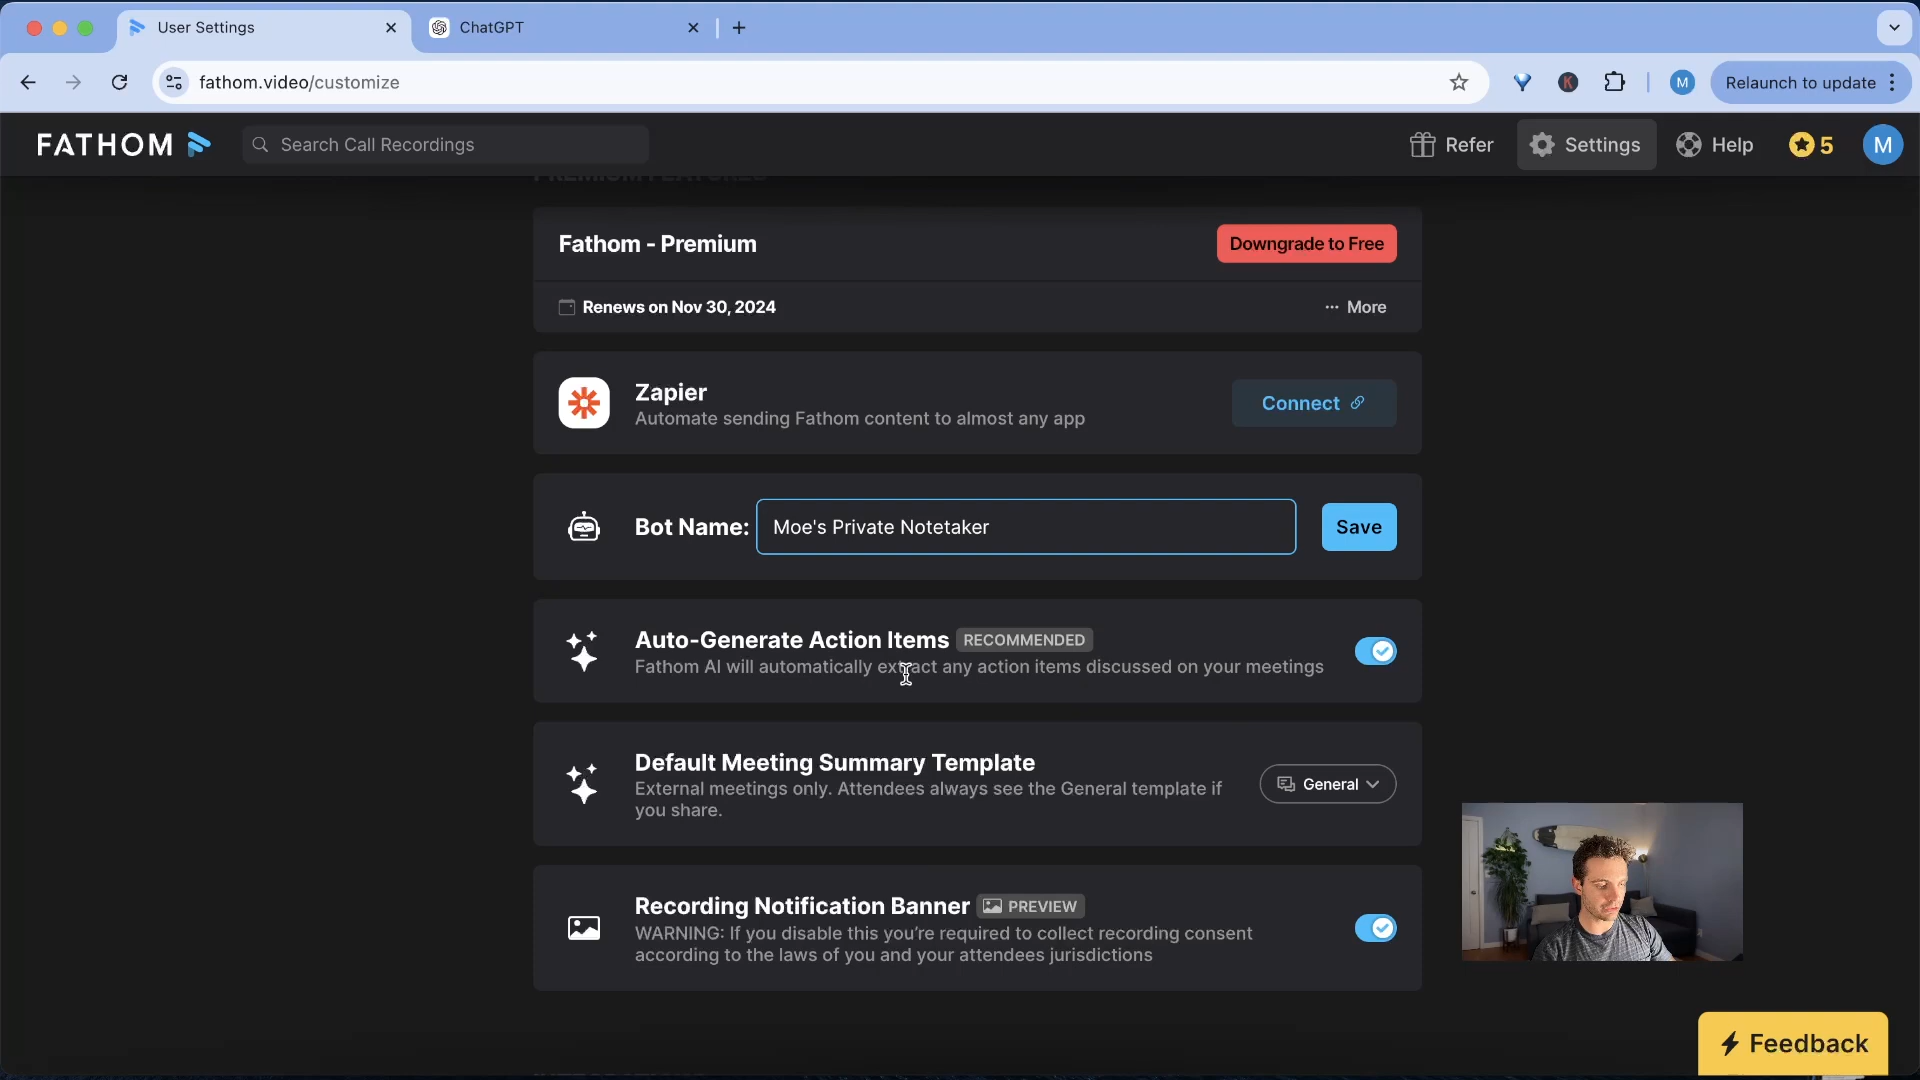 User Settings
ChatGPT
fathom.video/customize
K
M
Relaunch to update
FATHOM
Search Call Recordings
Refer
Settings
Help
5
M
PREMIUM FEATURES
Fathom - Premium
Downgrade to Free
Renews on Nov 30, 2024
More
Zapier
Automate sending Fathom content to almost any app
Connect
Bot Name:
Moe's Private Notetaker
Save
Auto-Generate Action Items RECOMMENDED
Fathom AI will automatically extract any action items discussed on your meetings
Default Meeting Summary Template
External meetings only. Attendees always see the General template if
you share.
General
Recording Notification Banner PREVIEW
WARNING: If you disable this you're required to collect recording consent
according to the laws of you and your attendees jurisdictions
Feedback